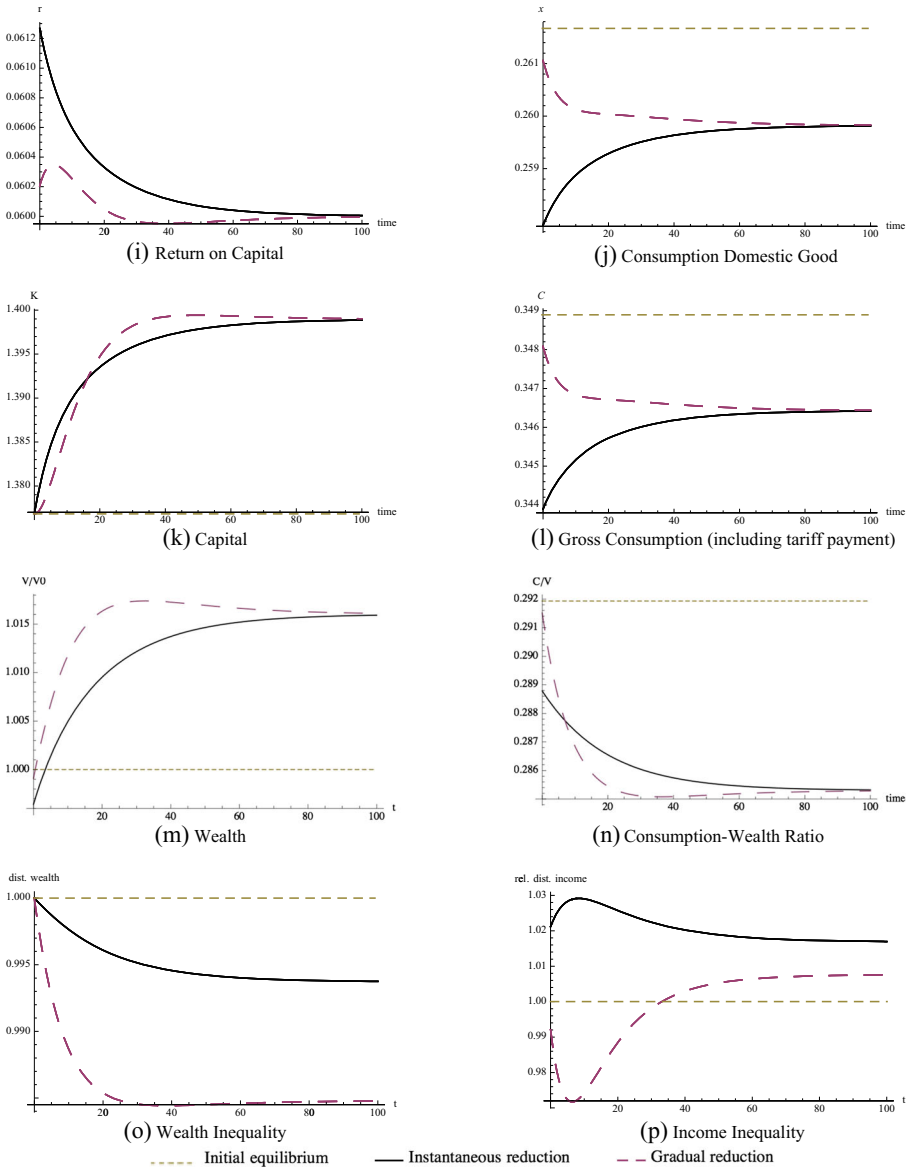 r
0.0612
0.0610
0.0608
0.0606
0.0604
0.0602
0.0600
20 40 60 80 100 time
(i) Return on Capital
x
0.261
0.260
0.259
20 40 60 80 100 time
(j) Consumption Domestic Good
K
1.400
1.395
1.390
1.385
1.380
20 40 60 80 100 time
(k) Capital
C
0.349
0.348
0.347
0.346
0.345
0.344
20 40 60 80 100 time
(l) Gross Consumption (including tariff payment)
V/V0
1.015
1.010
1.005
1.000
20 40 60 80 100 t
(m) Wealth
C/V
0.292
0.291
0.290
0.289
0.288
0.287
0.286
20 40 60 80 100 time
(n) Consumption-Wealth Ratio
dist. wealth
1.000
0.995
0.990
20 40 60 80 100 t
(o) Wealth Inequality
rel. dist. income
1.03
1.02
1.01
1.00
0.99
0.98
20 40 60 80 100 t
(p) Income Inequality
Initial equilibrium Instantaneous reduction Gradual reduction